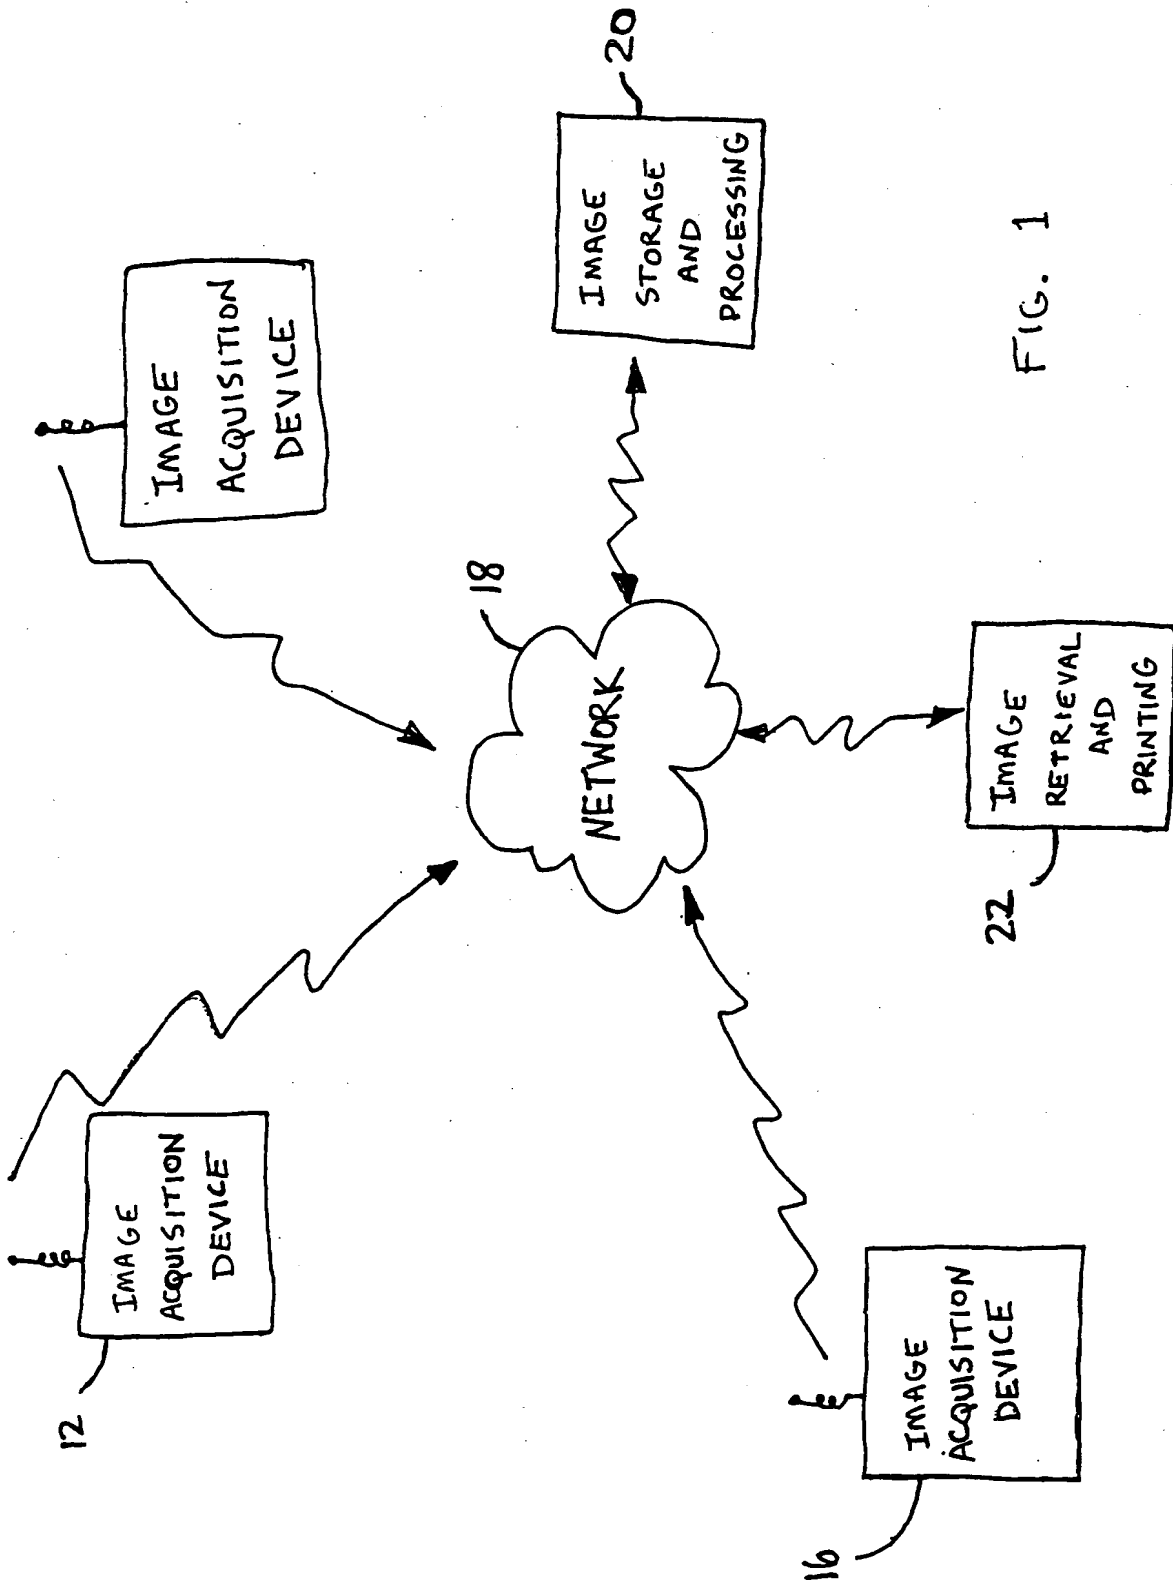 12
IMAGE
ACQUISITION
DEVICE
IMAGE
ACQUISITION
DEVICE
18
NETWORK
20
IMAGE
STORAGE
AND
PROCESSING
16
IMAGE
ACQUISITION
DEVICE
22
IMAGE
RETRIEVAL
AND
PRINTING
FIG. 1